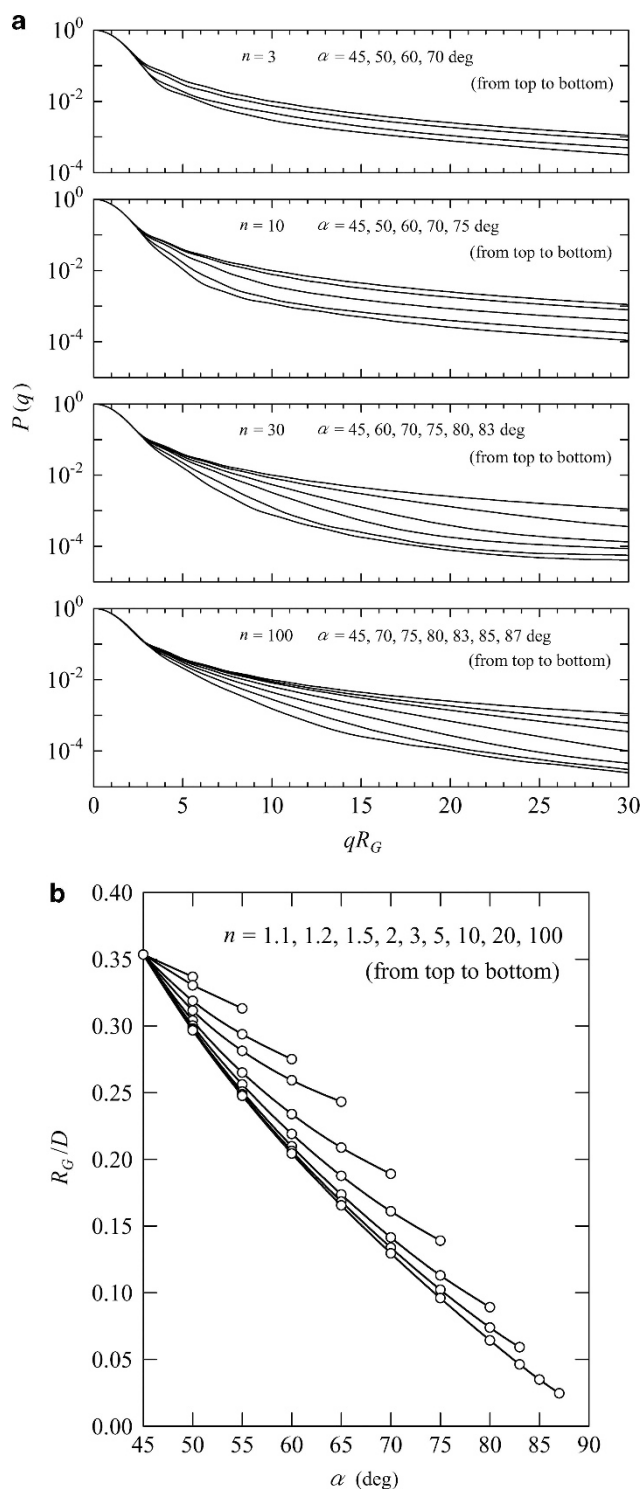 a
10^0
n = 3 α = 45, 50, 60, 70 deg
(from top to bottom)
10^-2
10^-4
10^0
n = 10 α = 45, 50, 60, 70, 75 deg
(from top to bottom)
10^-2
10^-4
P(q)
10^0
n = 30 α = 45, 60, 70, 75, 80, 83 deg
(from top to bottom)
10^-2
10^-4
10^0
n = 100 α = 45, 70, 75, 80, 83, 85, 87 deg
(from top to bottom)
10^-2
10^-4
0 5 10 15 20 25 30
qR_G
b
0.40
n = 1.1, 1.2, 1.5, 2, 3, 5, 10, 20, 100
(from top to bottom)
0.35
0.30
0.25
R_G/D
0.20
0.15
0.10
0.05
0.00
45 50 55 60 65 70 75 80 85 90
α (deg)